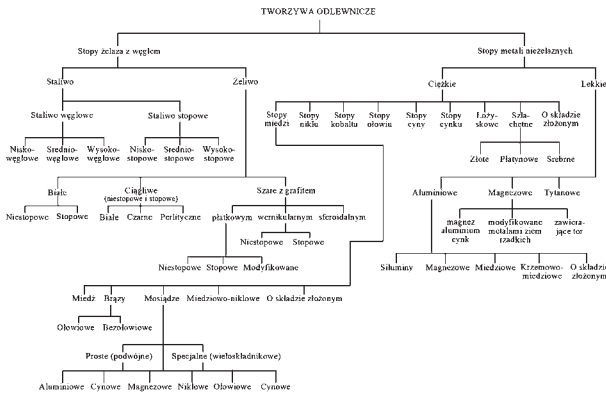 TWORZYWA ODLEWNICZE
Stopy żelaza z węglem
Stopy metali nieżelaznych
Staliwo
Żeliwo
Ciężkie
Lekkie
Staliwo węglowe
Staliwo stopowe
Stopy miedzi
Stopy niklu
Stopy kobaltu
Stopy ołowiu
Stopy cyny
Stopy cynku
Łoży-
skowe
Szla-
chetne
O składzie
złożonym
Nisko-
węglowe
Średnio-
węglowe
Wysoko-
węglowe
Nisko-
stopowe
Średnio-
stopowe
Wysoko-
stopowe
Złote
Platynowe
Srebrne
Białe
Ciągliwe
(niestopowe i stopowe)
Szare z grafitem
Aluminiowe
Magnezowe
Tytanowe
Niestopowe
Stopowe
Białe
Czarne
Perlityczne
płatkowym
wernikularnym
sferoidalnym
Niestopowe
Stopowe
magnez
aluminium
cynk
modyfikowane
metalami ziem
rzadkich
zawiera-
jące tor
Niestopowe
Stopowe
Modyfikowane
Siluminy
Magnezowe
Miedziowe
Krzemowo-
miedziowe
O składzie
złożonym
Miedź
Brązy
Mosiądze
Miedziowo-niklowe
O składzie złożonym
Ołowiowe
Bezołowiowe
Proste (podwójne)
Specjalne (wieloskładnikowe)
Aluminiowe
Cynowe
Magnezowe
Niklowe
Ołowiowe
Cynowe